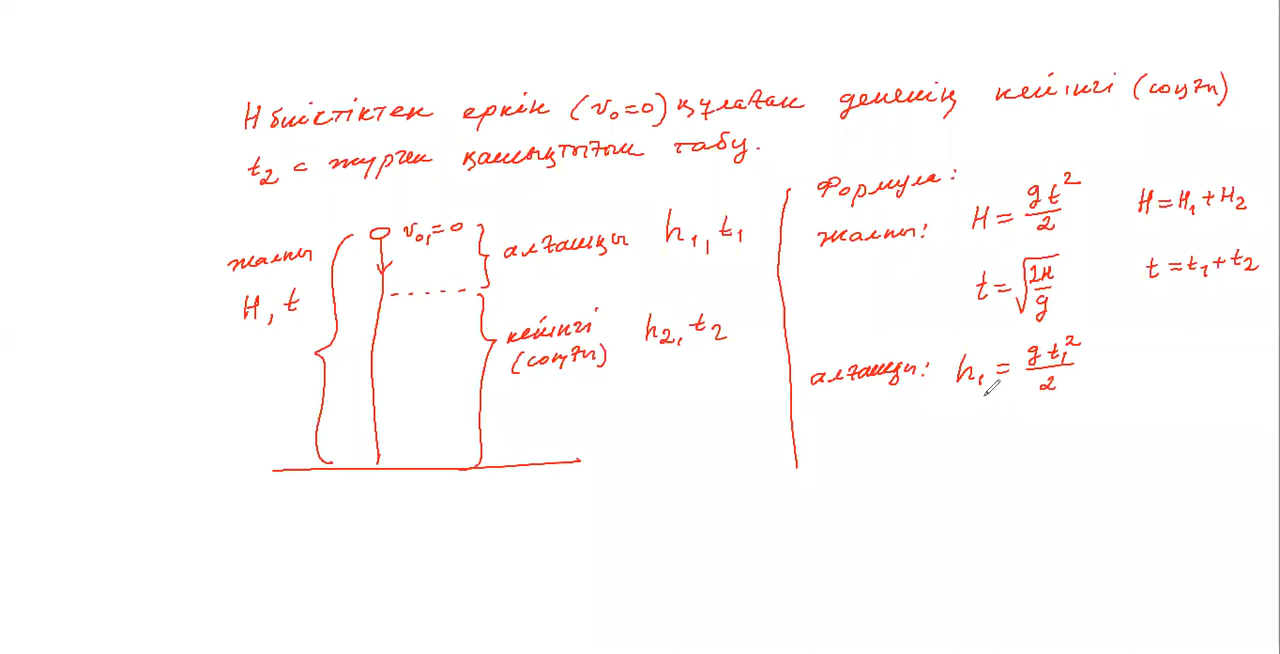 H биіктіктен еркін (v₀=0) құлаған дененің кейінгі (соңғы)
t₂ с жүрген қашықтығын табу.
жалпы
H, t
v₀₁=0
алғашқы h₁, t₁
кейінгі
(соңғы)
h₂, t₂
Формула:
жалпы: H = gt²/2 H = H₁ + H₂
t = √(2H/g) t = t₁ + t₂
алғашқы: h₁ = gt₁²/2